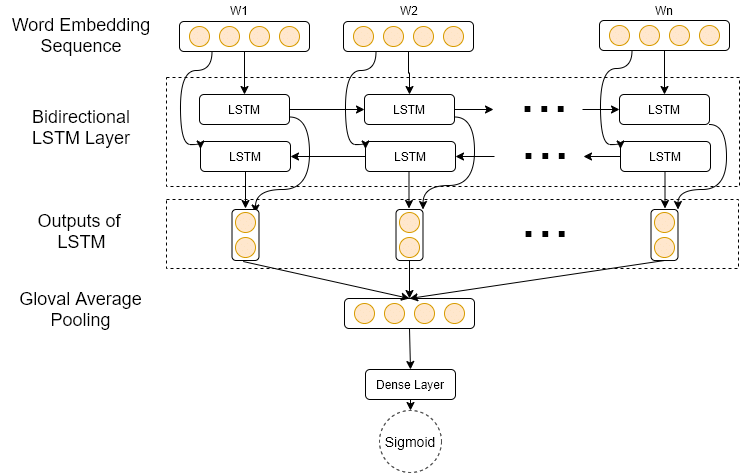 W1
W2
Wn
Word Embedding
Sequence
Bidirectional
LSTM Layer
LSTM
LSTM
LSTM
LSTM
LSTM
LSTM
Outputs of
LSTM
Gloval Average
Pooling
Dense Layer
Sigmoid